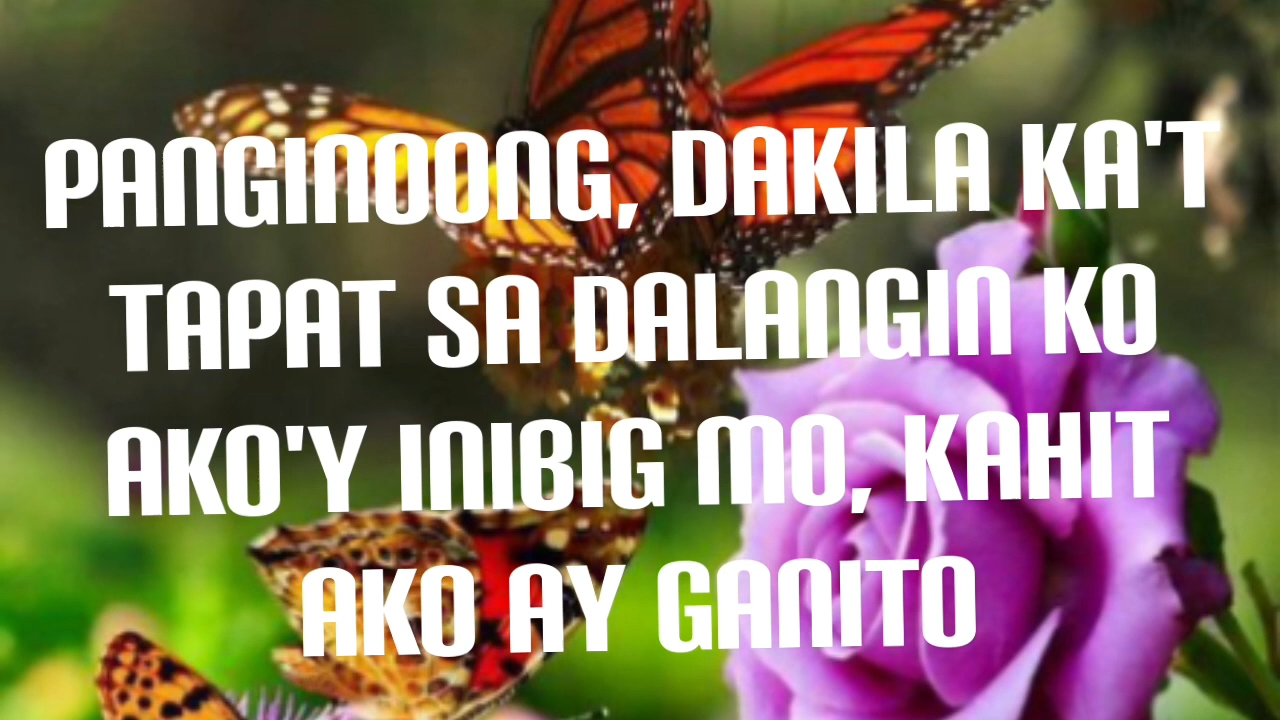 PANGINOONG, DAKILA KA'T
TAPAT SA DALANGIN KO
AKO'Y INIBIG MO, KAHIT
AKO AY GANITO